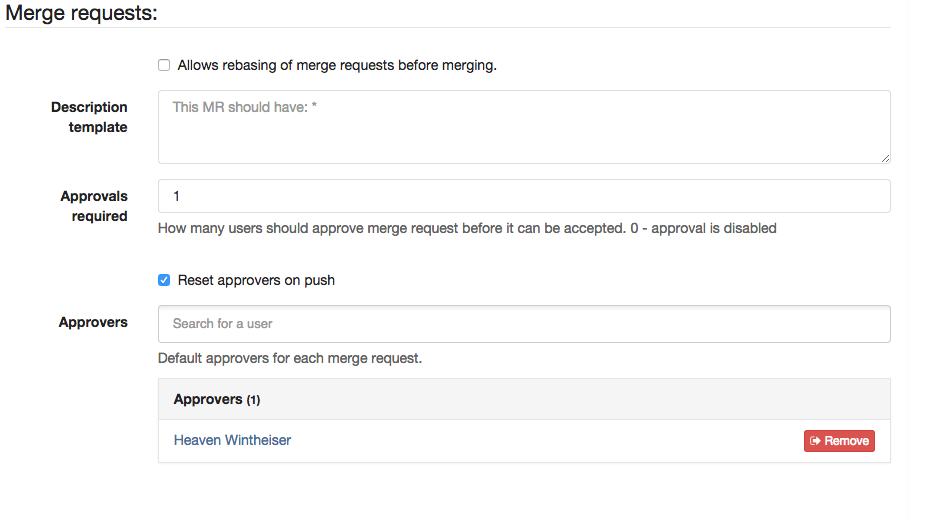 Merge requests:
Allows rebasing of merge requests before merging.
Description
template
This MR should have: *
Approvals
required
1
How many users should approve merge request before it can be accepted. 0 - approval is disabled
Reset approvers on push
Approvers
Search for a user
Default approvers for each merge request.
Approvers (1)
Heaven Wintheiser
Remove